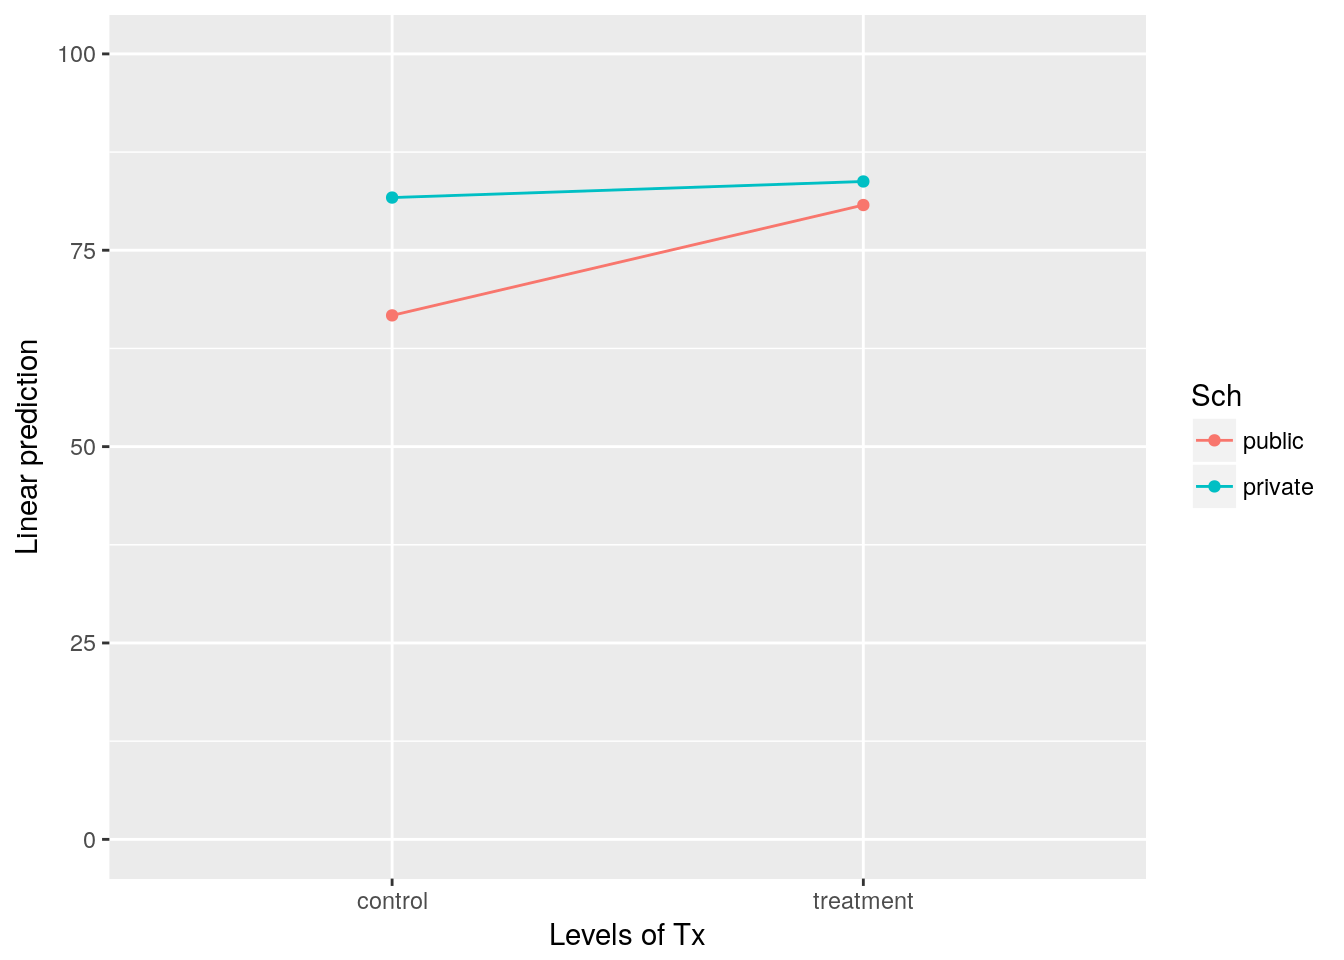 100
75
50
25
0
Linear prediction
control
treatment
Levels of Tx
Sch
public
private